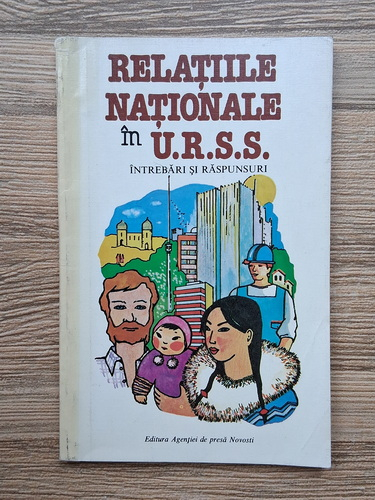 RELAȚIILE
NAȚIONALE
în U.R.S.S.
ÎNTREBĂRI ȘI RĂSPUNSURI
Editura Agenției de presă Novosti